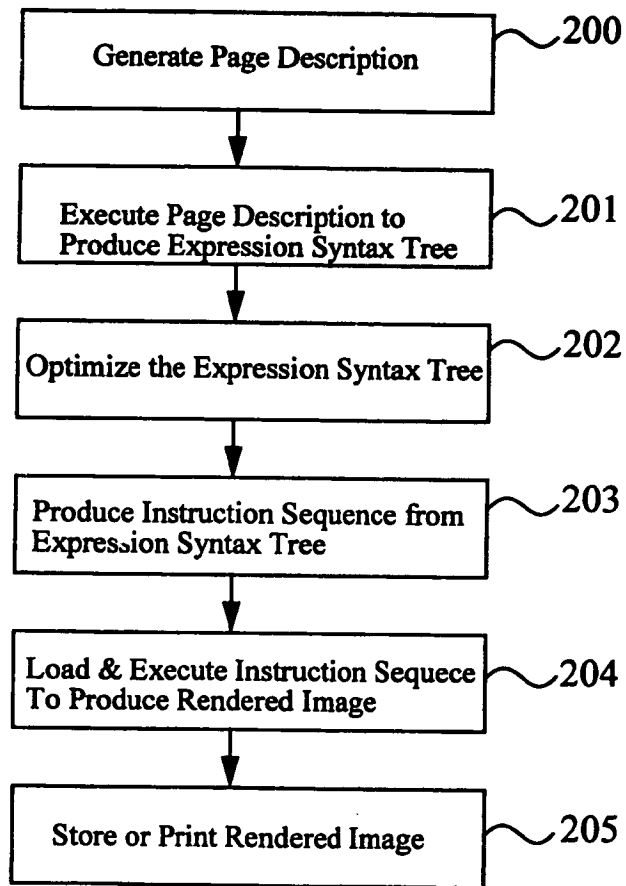 Generate Page Description
200
Execute Page Description to
Produce Expression Syntax Tree
201
Optimize the Expression Syntax Tree
202
Produce Instruction Sequence from
Expression Syntax Tree
203
Load & Execute Instruction Sequece
To Produce Rendered Image
204
Store or Print Rendered Image
205